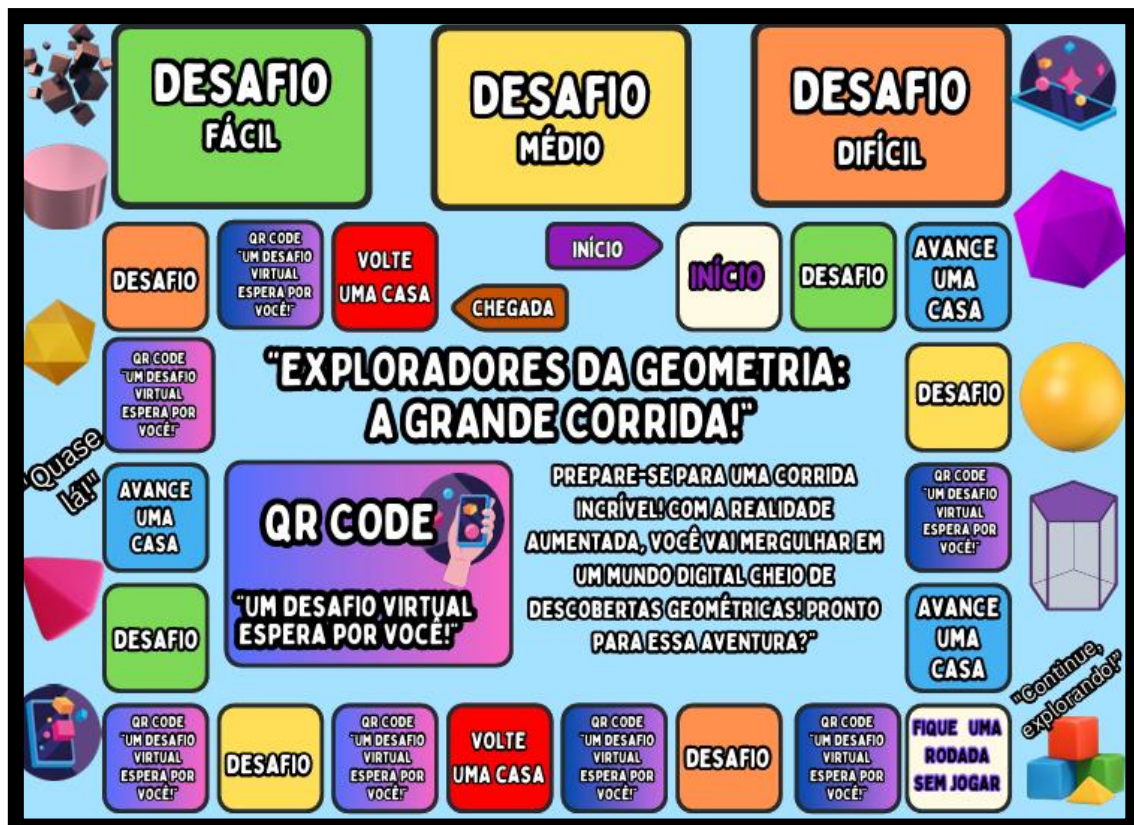 DESAFIO
FÁCIL
DESAFIO
MÉDIO
DESAFIO
DIFÍCIL
DESAFIO
QR CODE
"UM DESAFIO
VIRTUAL
ESPERA POR
VOCÊ!"
VOLTE
UMA CASA
CHEGADA
INÍCIO
INÍCIO
DESAFIO
AVANCE
UMA
CASA
QR CODE
"UM DESAFIO
VIRTUAL
ESPERA POR
VOCÊ!"
"EXPLORADORES DA GEOMETRIA:
A GRANDE CORRIDA!"
DESAFIO
"Quase
lá!"
AVANCE
UMA
CASA
QR CODE
"UM DESAFIO VIRTUAL
ESPERA POR VOCÊ!"
PREPARE-SE PARA UMA CORRIDA
INCRÍVEL! COM A REALIDADE
AUMENTADA, VOCÊ VAI MERGULHAR EM
UM MUNDO DIGITAL CHEIO DE
DESCOBERTAS GEOMÉTRICAS! PRONTO
PARA ESSA AVENTURA?"
QR CODE
"UM DESAFIO
VIRTUAL
ESPERA POR
VOCÊ!"
DESAFIO
AVANCE
UMA
CASA
"Continue,
explorando!"
QR CODE
"UM DESAFIO
VIRTUAL
ESPERA POR
VOCÊ!"
DESAFIO
QR CODE
"UM DESAFIO
VIRTUAL
ESPERA POR
VOCÊ!"
VOLTE
UMA CASA
QR CODE
"UM DESAFIO
VIRTUAL
ESPERA POR
VOCÊ!"
DESAFIO
QR CODE
"UM DESAFIO
VIRTUAL
ESPERA POR
VOCÊ!"
FIQUE UMA
RODADA
SEM JOGAR